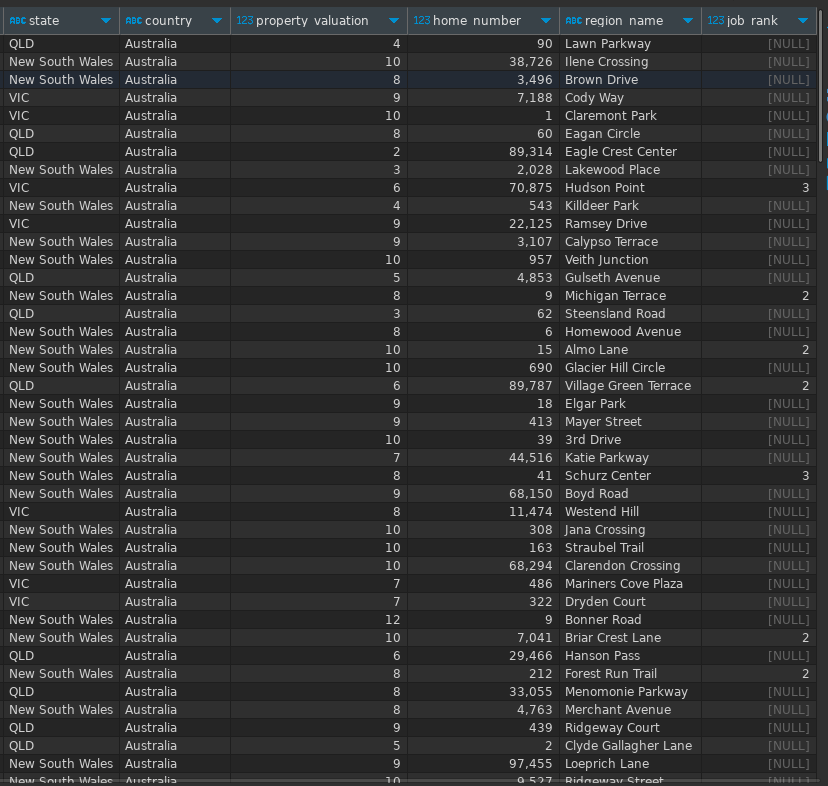 ABC state ABC country 123 property_valuation 123 home_number ABC region_name 123 job_rank
QLD Australia 4 90 Lawn Parkway [NULL]
New South Wales Australia 10 38,726 Ilene Crossing [NULL]
New South Wales Australia 8 3,496 Brown Drive [NULL]
VIC Australia 9 7,188 Cody Way [NULL]
VIC Australia 10 1 Claremont Park [NULL]
QLD Australia 8 60 Eagan Circle [NULL]
QLD Australia 2 89,314 Eagle Crest Center [NULL]
New South Wales Australia 3 2,028 Lakewood Place [NULL]
VIC Australia 6 70,875 Hudson Point 3
New South Wales Australia 4 543 Killdeer Park [NULL]
VIC Australia 9 22,125 Ramsey Drive [NULL]
New South Wales Australia 9 3,107 Calypso Terrace [NULL]
New South Wales Australia 10 957 Veith Junction [NULL]
QLD Australia 5 4,853 Gulseth Avenue [NULL]
New South Wales Australia 8 9 Michigan Terrace 2
QLD Australia 3 62 Steensland Road [NULL]
New South Wales Australia 8 6 Homewood Avenue [NULL]
New South Wales Australia 10 15 Almo Lane 2
New South Wales Australia 10 690 Glacier Hill Circle [NULL]
QLD Australia 6 89,787 Village Green Terrace 2
New South Wales Australia 9 18 Elgar Park [NULL]
New South Wales Australia 9 413 Mayer Street [NULL]
New South Wales Australia 10 39 3rd Drive [NULL]
New South Wales Australia 7 44,516 Katie Parkway [NULL]
New South Wales Australia 8 41 Schurz Center 3
New South Wales Australia 9 68,150 Boyd Road [NULL]
VIC Australia 8 11,474 Westend Hill [NULL]
New South Wales Australia 10 308 Jana Crossing [NULL]
New South Wales Australia 10 163 Straubel Trail [NULL]
New South Wales Australia 10 68,294 Clarendon Crossing [NULL]
VIC Australia 7 486 Mariners Cove Plaza [NULL]
VIC Australia 7 322 Dryden Court [NULL]
New South Wales Australia 12 9 Bonner Road [NULL]
New South Wales Australia 10 7,041 Briar Crest Lane 2
QLD Australia 6 29,466 Hanson Pass [NULL]
New South Wales Australia 8 212 Forest Run Trail 2
QLD Australia 8 33,055 Menomonie Parkway [NULL]
New South Wales Australia 8 4,763 Merchant Avenue [NULL]
QLD Australia 9 439 Ridgeway Court [NULL]
QLD Australia 5 2 Clyde Gallagher Lane [NULL]
New South Wales Australia 9 97,455 Loeprich Lane [NULL]
New South Wales Australia 10 9,527 Ridgeway Street [NULL]